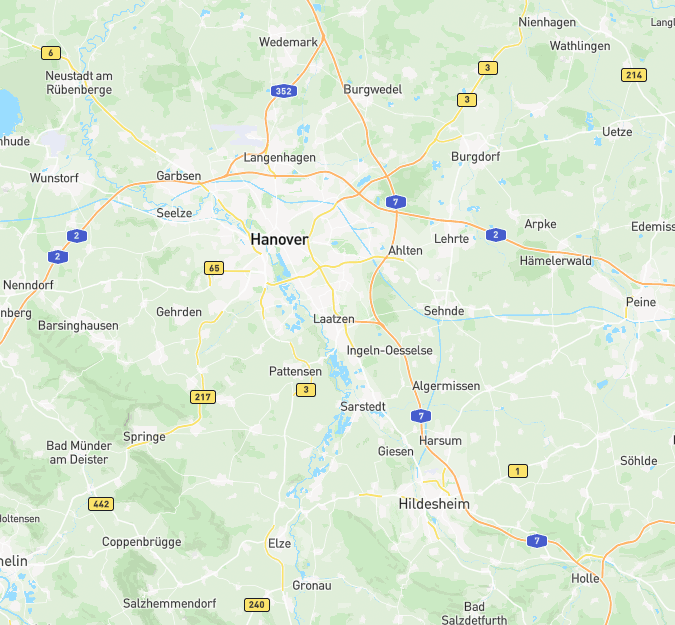 Nienhagen
Langl
Wedemark
Wathlingen
6
3
Neustadt am
Rübenberge
214
352
Burgwedel
3
Uetze
nhude
Langenhagen
Burgdorf
Wunstorf
Garbsen
7
Seelze
Arpke
Edemiss
2
Hanover
Lehrte
2
Ahlten
2
Hämelerwald
65
Nenndorf
Peine
nberg
Gehrden
Sehnde
Barsinghausen
Laatzen
Ingeln-Oesselse
Pattensen
Algermissen
3
217
Sarstedt
7
Springe
Harsum
Bad Münder
am Deister
Giesen
Söhlde
1
442
Hildesheim
Holtensen
Coppenbrügge
Elze
7
nelin
Holle
Gronau
Salzhemmendorf
240
Bad
Salzdetfurth